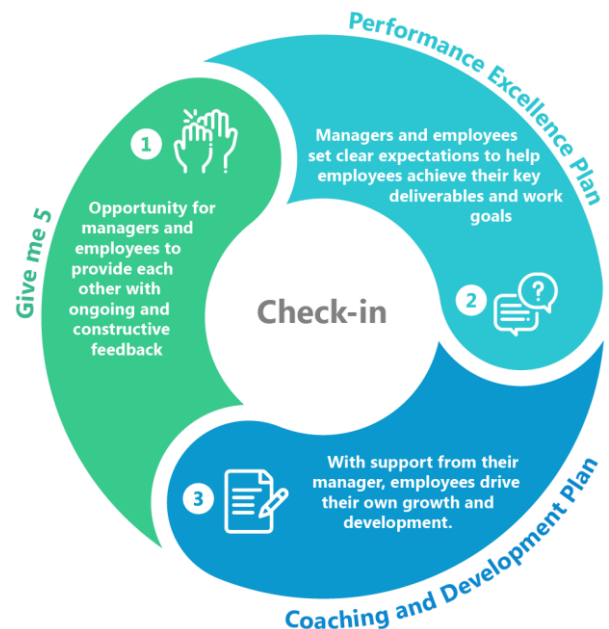 Give me 5
1
Opportunity for
managers and
employees to
provide each
other with
ongoing and
constructive
feedback
Performance Excellence Plan
Managers and employees
set clear expectations to help
employees achieve their key
deliverables and work
goals
2
?
Check-in
3
With support from their
manager, employees drive
their own growth and
development.
Coaching and Development Plan